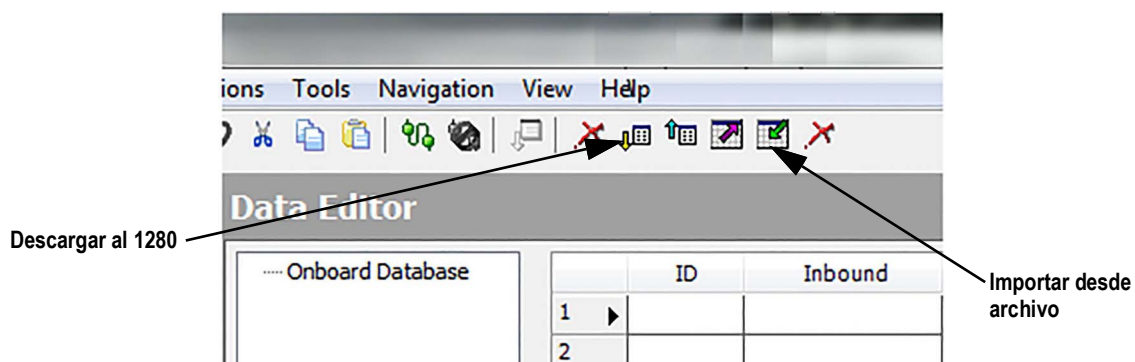 ions Tools Navigation View Help
Data Editor
Descargar al 1280
Onboard Database
ID Inbound
Importar desde
archivo
1
2